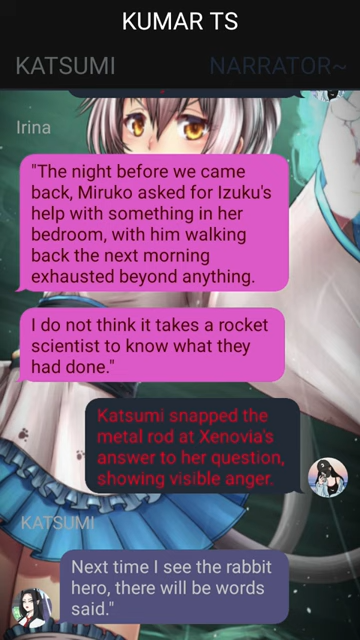 KUMAR TS
KATSUMI NARRATOR~
Irina
"The night before we came
back, Miruko asked for Izuku's
help with something in her
bedroom, with him walking
back the next morning
exhausted beyond anything.
I do not think it takes a rocket
scientist to know what they
had done."
Katsumi snapped the
metal rod at Xenovia's
answer to her question,
showing visible anger.
KATSUMI
Next time I see the rabbit
hero, there will be words
said."